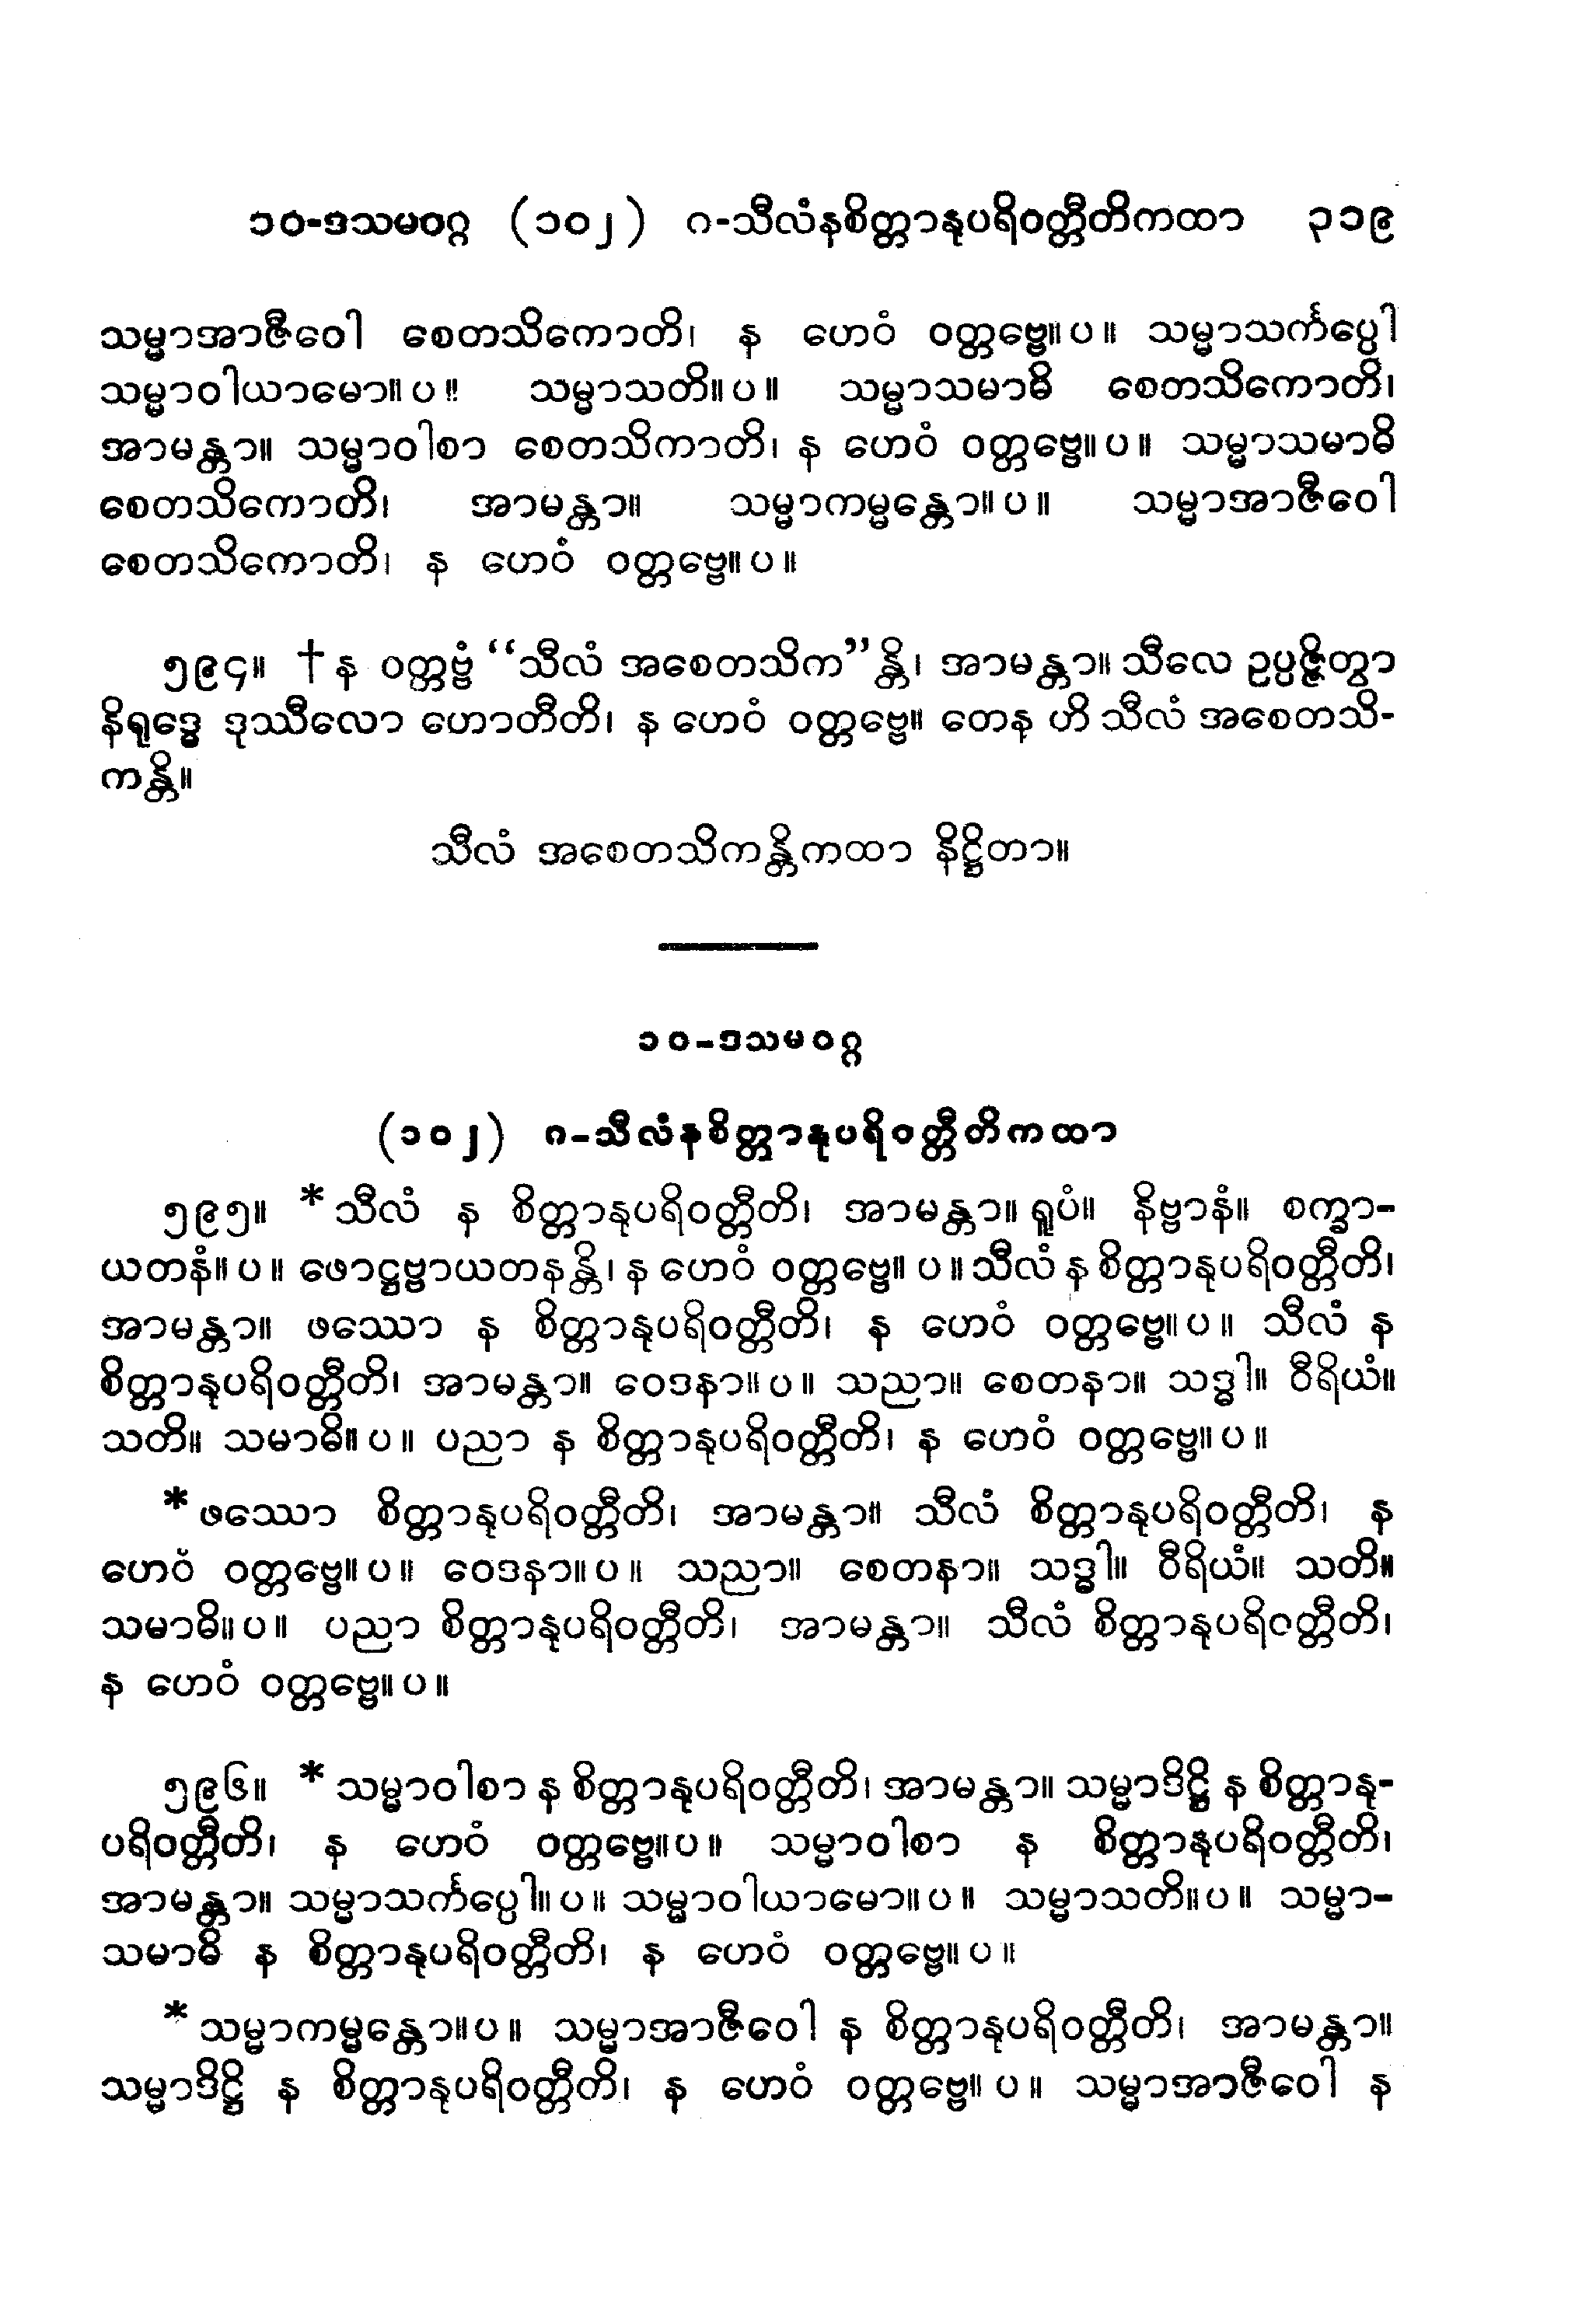 ၁၀-ဒသမဝဂ္ဂ (၁၀၂) ဂ-သီလံနစိတ္တာနုပရိဝတ္တီတိကထာ ၃၁၉
သမ္မာအာဇီဝေါ စေတသိကောတိ၊ န ဟေဝံ ဝတ္တဗ္ဗေ။ပ။ သမ္မာသင်္ကပ္ပေါ
သမ္မာဝါယာမော။ပ။ သမ္မာသတိ။ပ။ သမ္မာသမာဓိ စေတသိကောတိ၊
အာမန္တာ။ သမ္မာဝါစာ စေတသိကာတိ၊ န ဟေဝံ ဝတ္တဗ္ဗေ။ပ။ သမ္မာသမာဓိ
စေတသိကောတိ၊ အာမန္တာ။ သမ္မာကမ္မန္တော။ပ။ သမ္မာအာဇီဝေါ
စေတသိကောတိ၊ န ဟေဝံ ဝတ္တဗ္ဗေ။ပ။
၅၉၄။ †န ဝတ္တဗ္ဗံ “သီလံ အစေတသိက”န္တိ၊ အာမန္တာ။ သီလေ ဥပ္ပဇ္ဇိတွာ
နိရုဒ္ဓေ ဒုဿီလော ဟောတီတိ၊ န ဟေဝံ ဝတ္တဗ္ဗေ။ တေန ဟိ သီလံ အစေတသိ-
ကန္တိ။
သီလံ အစေတသိကန္တိကထာ နိဋ္ဌိတာ။
၁၀-ဒသမဝဂ္ဂ
(၁၀၂) ဂ-သီလံနစိတ္တာနုပရိဝတ္တီတိကထာ
၅၉၅။ *သီလံ န စိတ္တာနုပရိဝတ္တီတိ၊ အာမန္တာ။ ရူပံ။ နိဗ္ဗာနံ။ စက္ခာ-
ယတနံ။ပ။ ဖောဋ္ဌဗ္ဗာယတနန္တိ၊ န ဟေဝံ ဝတ္တဗ္ဗေ။ပ။ သီလံ န စိတ္တာနုပရိဝတ္တီတိ၊
အာမန္တာ။ ဖဿော န စိတ္တာနုပရိဝတ္တီတိ၊ န ဟေဝံ ဝတ္တဗ္ဗေ။ပ။ သီလံ န
စိတ္တာနုပရိဝတ္တီတိ၊ အာမန္တာ။ ဝေဒနာ။ပ။ သညာ။ စေတနာ။ သဒ္ဓါ။ ဝီရိယံ။
သတိ။ သမာဓိ။ပ။ ပညာ န စိတ္တာနုပရိဝတ္တီတိ၊ န ဟေဝံ ဝတ္တဗ္ဗေ။ပ။
*ဖဿော စိတ္တာနုပရိဝတ္တီတိ၊ အာမန္တာ။ သီလံ စိတ္တာနုပရိဝတ္တီတိ၊ န
ဟေဝံ ဝတ္တဗ္ဗေ။ပ။ ဝေဒနာ။ပ။ သညာ။ စေတနာ။ သဒ္ဓါ။ ဝီရိယံ။ သတိ။
သမာဓိ။ပ။ ပညာ စိတ္တာနုပရိဝတ္တီတိ၊ အာမန္တာ။ သီလံ စိတ္တာနုပရိဝတ္တီတိ၊
န ဟေဝံ ဝတ္တဗ္ဗေ။ပ။
၅၉၆။ *သမ္မာဝါစာ န စိတ္တာနုပရိဝတ္တီတိ၊ အာမန္တာ။ သမ္မာဒိဋ္ဌိ န စိတ္တာနု-
ပရိဝတ္တီတိ၊ န ဟေဝံ ဝတ္တဗ္ဗေ။ပ။ သမ္မာဝါစာ န စိတ္တာနုပရိဝတ္တီတိ၊
အာမန္တာ။ သမ္မာသင်္ကပ္ပေါ။ပ။ သမ္မာဝါယာမော။ပ။ သမ္မာသတိ။ပ။ သမ္မာ-
သမာဓိ န စိတ္တာနုပရိဝတ္တီတိ၊ န ဟေဝံ ဝတ္တဗ္ဗေ။ပ။
*သမ္မာကမ္မန္တော။ပ။ သမ္မာအာဇီဝေါ န စိတ္တာနုပရိဝတ္တီတိ၊ အာမန္တာ။
သမ္မာဒိဋ္ဌိ န စိတ္တာနုပရိဝတ္တီတိ၊ န ဟေဝံ ဝတ္တဗ္ဗေ။ပ။ သမ္မာအာဇီဝေါ န